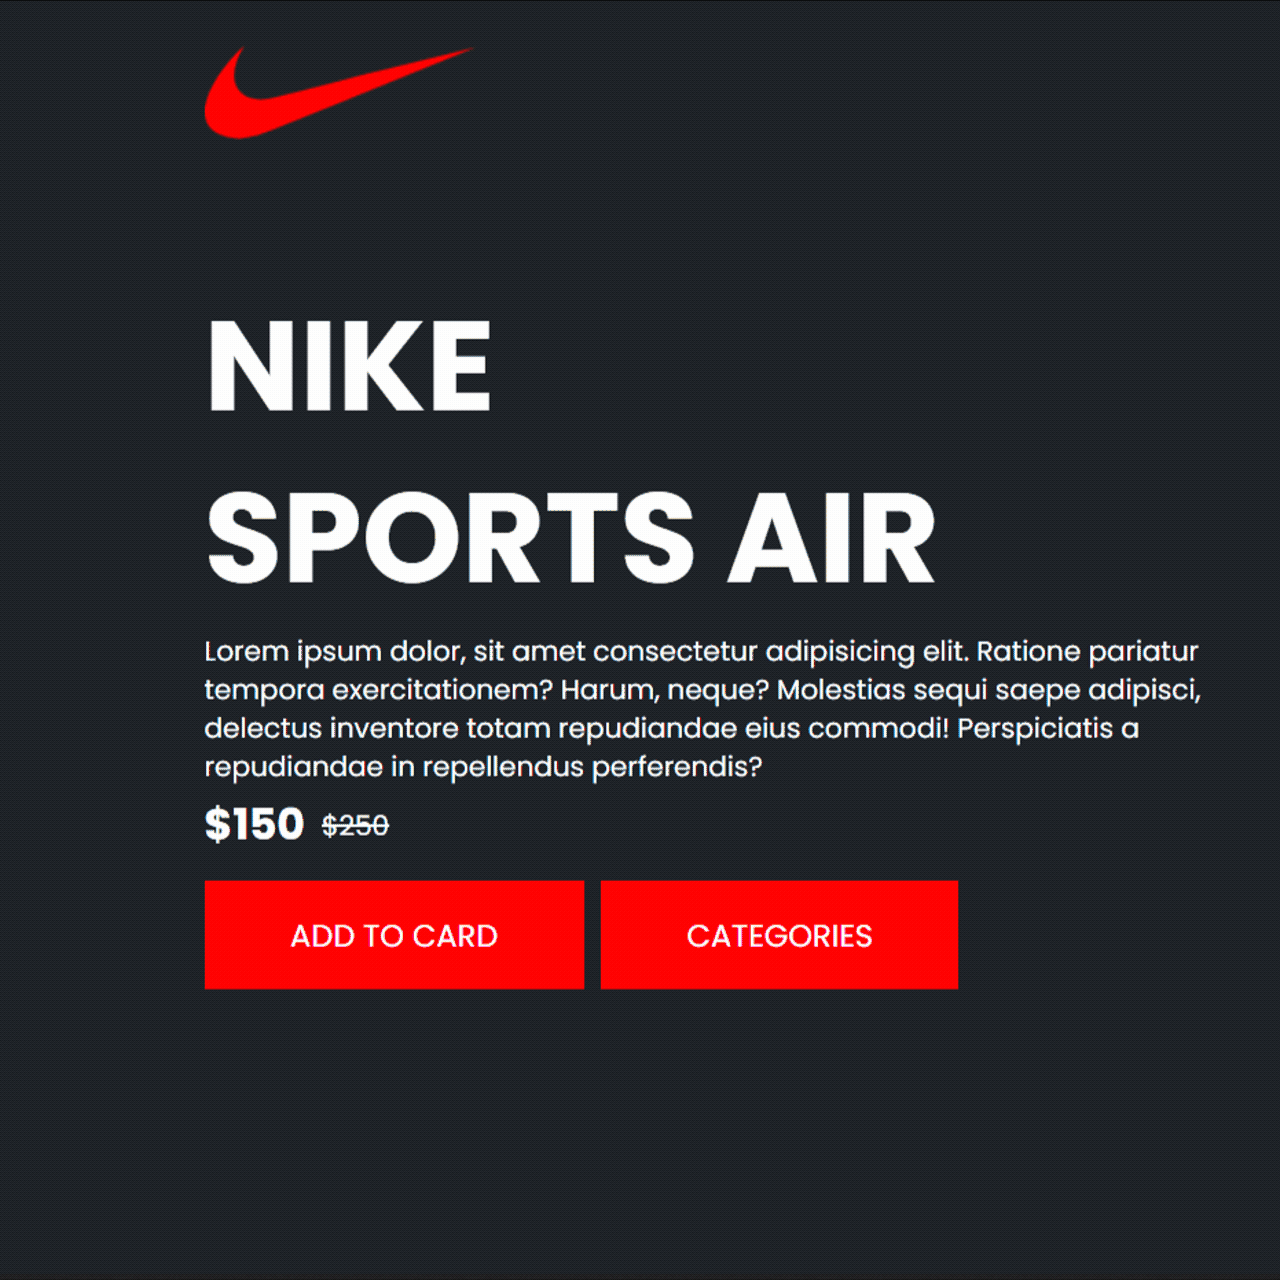 NIKE
SPORTS AIR
Lorem ipsum dolor, sit amet consectetur adipisicing elit. Ratione pariatur
tempora exercitationem? Harum, neque? Molestias sequi saepe adipisci,
delectus inventore totam repudiandae eius commodi! Perspiciatis a
repudiandae in repellendus perferendis?
$150 $250
ADD TO CARD CATEGORIES